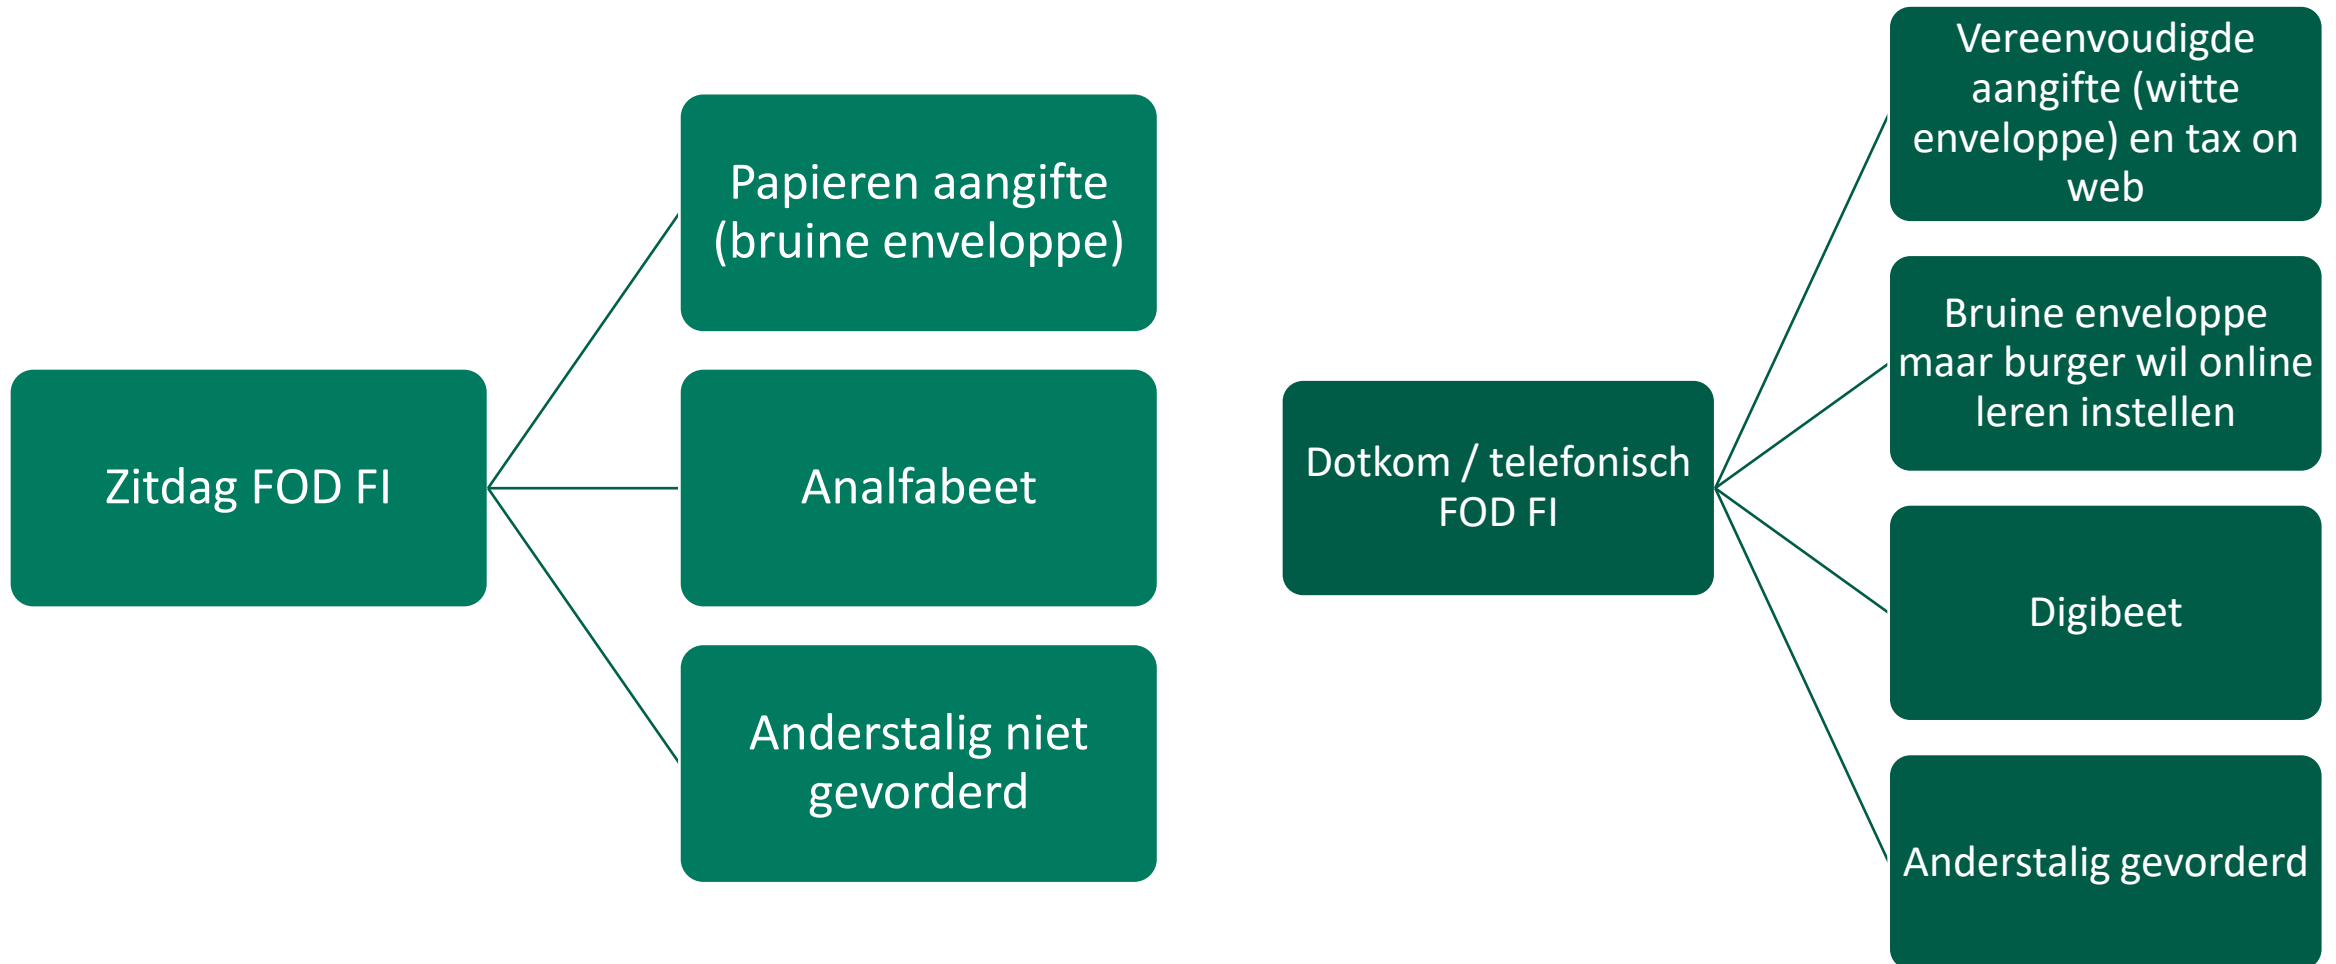 Zitdag FOD FI
Papieren aangifte
(bruine enveloppe)
Analfabeet
Anderstalig niet
gevorderd
Dotkom / telefonisch
FOD FI
Vereenvoudigde
aangifte (witte
enveloppe) en tax on
web
Bruine enveloppe
maar burger wil online
leren instellen
Digibeet
Anderstalig gevorderd